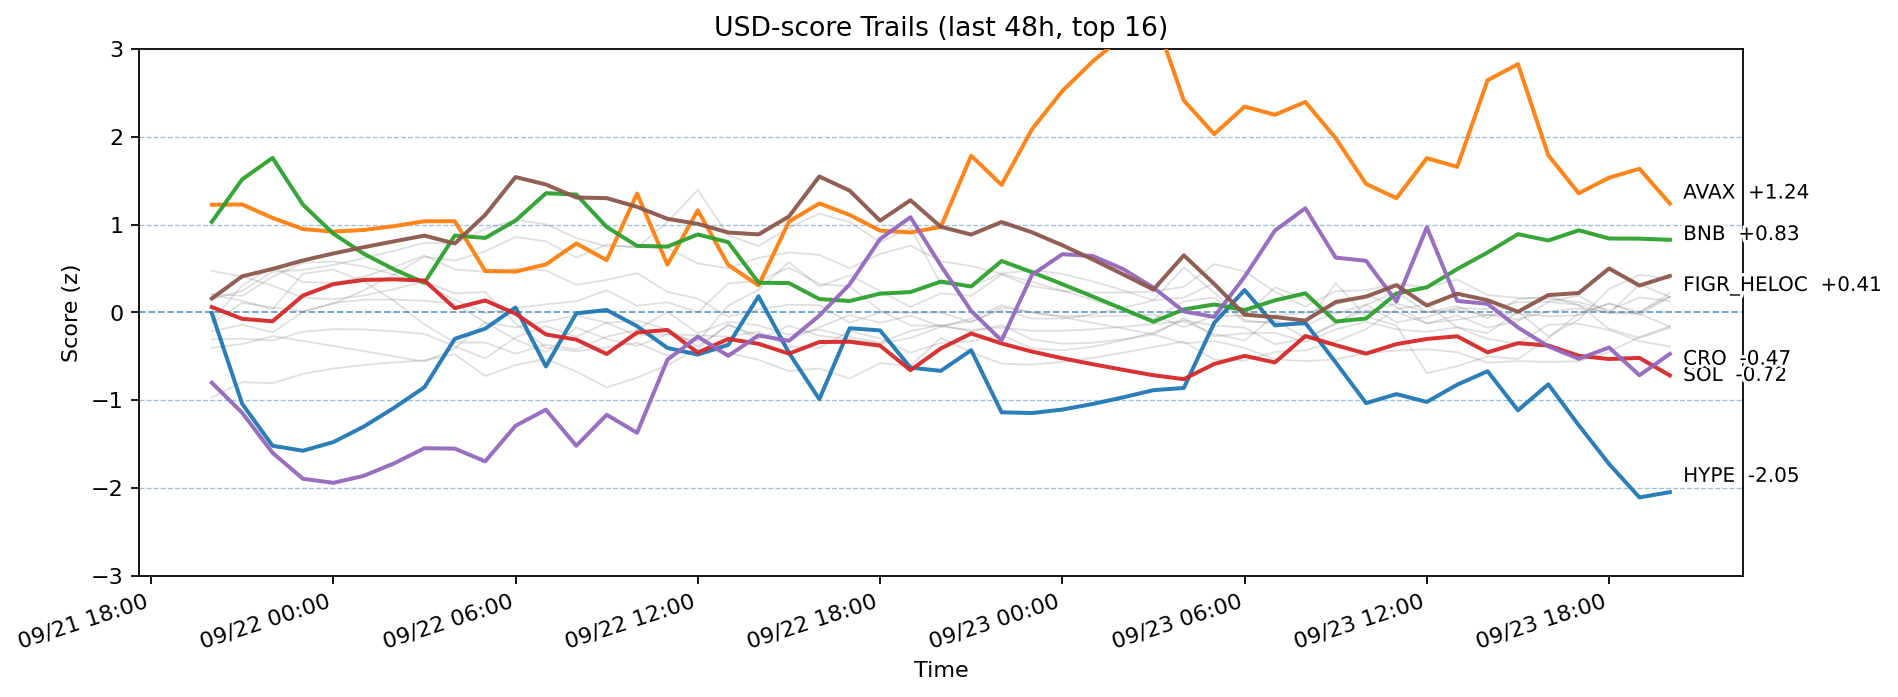 USD-score Trails (last 48h, top 16)
3
2
1
0
−1
−2
−3
Score (z)
AVAX +1.24
BNB +0.83
FIGR_HELOC +0.41
CRO -0.47
SOL -0.72
HYPE -2.05
09/21 18:00
09/22 00:00
09/22 06:00
09/22 12:00
09/22 18:00
09/23 00:00
09/23 06:00
09/23 12:00
09/23 18:00
Time